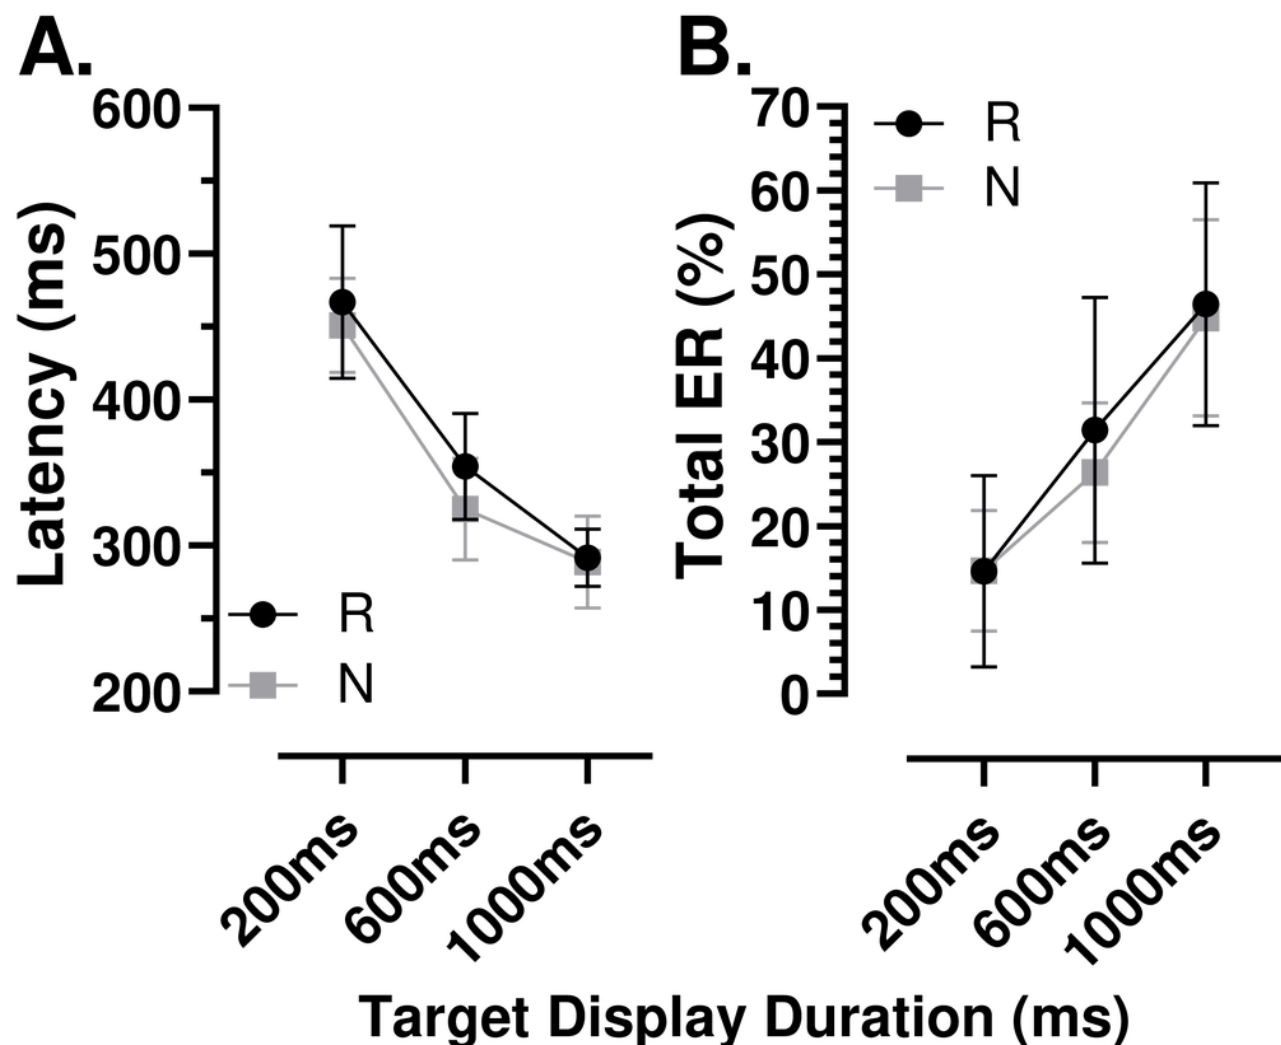 A.
Latency (ms)
600
500
400
300
200
R
N
200ms
600ms
1000ms
B.
Total ER (%)
70
60
50
40
30
20
10
0
R
N
200ms
600ms
1000ms
Target Display Duration (ms)